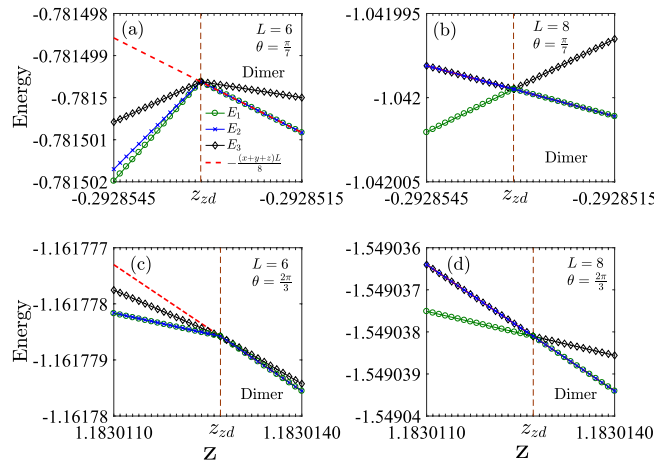 -0.781498
(a)
L = 6
θ = π/7
-0.781499
Dimer
-0.7815
E₁
E₂
-0.781501
E₃
-(x+y+z)L/8
-0.781502
-0.2928545
z_zd
-0.2928515
Energy
-1.041995
(b)
L = 8
θ = π/7
-1.042
Dimer
-1.042005
-0.2928545
z_zd
-0.2928515
Energy
-1.161777
(c)
L = 6
θ = 2π/3
-1.161778
-1.161779
Dimer
-1.16178
1.1830110
z_zd
1.1830140
Energy
z
-1.549036
(d)
L = 8
θ = 2π/3
-1.549036
-1.549038
-1.549039
Dimer
-1.54904
1.1830110
z_zd
1.1830140
Energy
z